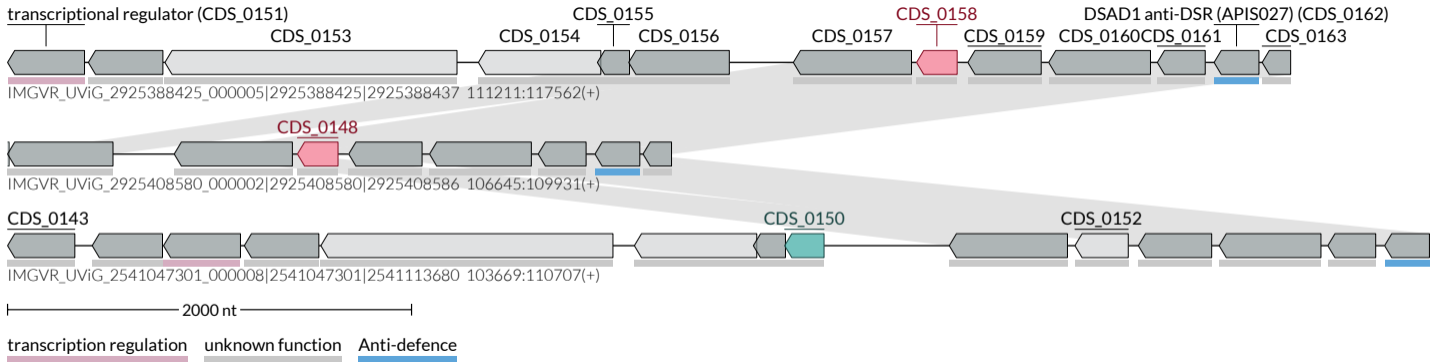 transcriptional regulator (CDS_0151) CDS_0155 CDS_0158 DSAD1 anti-DSR (APIS027) (CDS_0162)
CDS_0153 CDS_0154 CDS_0156 CDS_0157 CDS_0159 CDS_0160 CDS_0161 CDS_0163
IMGVR_UViG_2925388425_000005|2925388425|2925388437 111211:117562(+)
CDS_0148
IMGVR_UViG_2925408580_000002|2925408580|2925408586 106645:109931(+)
CDS_0143 CDS_0150 CDS_0152
IMGVR_UViG_2541047301_000008|2541047301|2541113680 103669:110707(+)
2000 nt
transcription regulation unknown function Anti-defence